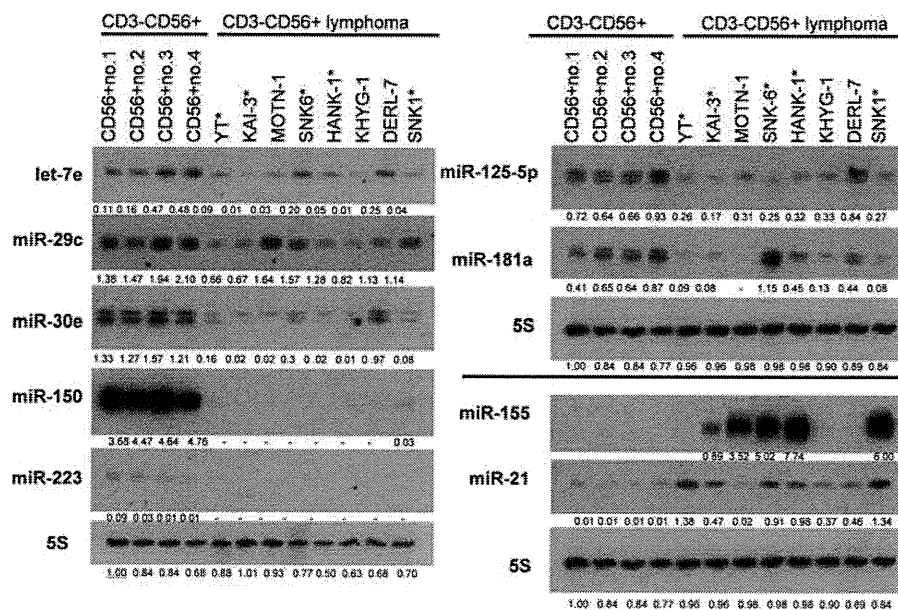 CD3-CD56+ CD3-CD56+ lymphoma
CD56+no.1 CD56+no.2 CD56+no.3 CD56+no.4 YT* KAI-3* MOTN-1 SNK6* HANK-1* KHYG-1 DERL-7 SNK1*
let-7e
0.11 0.16 0.47 0.48 0.09 0.01 0.03 0.20 0.05 0.01 0.25 0.04
miR-29c
1.38 1.47 1.94 2.10 0.66 0.67 1.64 1.57 1.28 0.82 1.13 1.14
miR-30e
1.33 1.27 1.57 1.21 0.16 0.02 0.02 0.3 0.02 0.01 0.97 0.08
miR-150
3.68 4.47 4.64 4.76 - - - - - - - 0.03
miR-223
0.09 0.03 0.01 0.01 - - - - - - - -
5S
1.00 0.84 0.84 0.68 0.88 1.01 0.93 0.77 0.50 0.63 0.68 0.70
CD3-CD56+ CD3-CD56+ lymphoma
CD56+no.1 CD56+no.2 CD56+no.3 CD56+no.4 YT* KAI-3* MOTN-1 SNK-6* HANK-1* KHYG-1 DERL-7 SNK1*
miR-125-5p
0.72 0.64 0.66 0.93 0.26 0.17 0.31 0.25 0.32 0.33 0.84 0.27
miR-181a
0.41 0.65 0.64 0.87 0.09 0.08 - 1.15 0.45 0.13 0.44 0.08
5S
1.00 0.84 0.84 0.77 0.96 0.96 0.98 0.98 0.98 0.90 0.89 0.84
miR-155
0.89 3.52 5.02 7.74 6.00
miR-21
0.01 0.01 0.01 0.01 1.38 0.47 0.02 0.91 0.98 0.37 0.46 1.34
5S
1.00 0.84 0.84 0.77 0.96 0.96 0.98 0.98 0.98 0.90 0.89 0.84